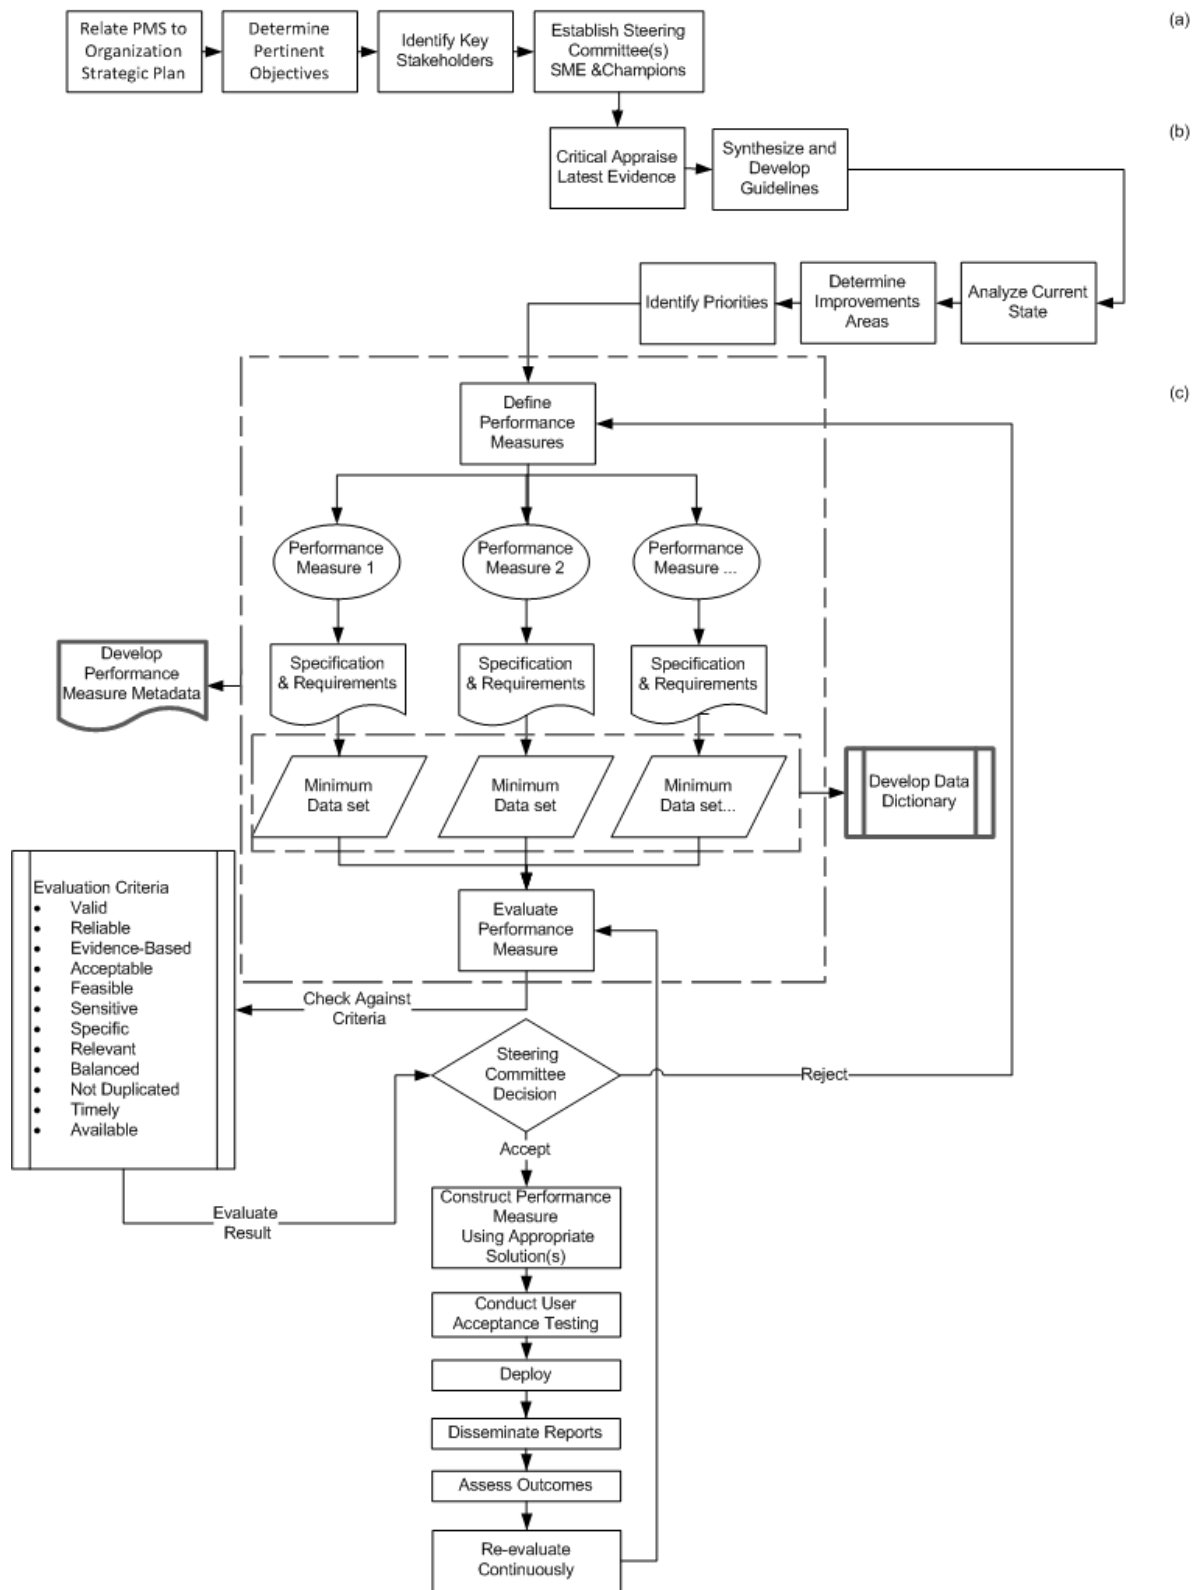 Relate PMS to
Organization
Strategic Plan
Determine
Pertinent
Objectives
Identify Key
Stakeholders
Establish Steering
Committee(s)
SME &Champions
(a)
Critical Appraise
Latest Evidence
Synthesize and
Develop
Guidelines
(b)
Analyze Current
State
Determine
Improvements
Areas
Identify Priorities
(c)
Define
Performance
Measures
Performance
Measure 1
Performance
Measure 2
Performance
Measure ...
Develop
Performance
Measure Metadata
Specification
& Requirements
Specification
& Requirements
Specification
& Requirements
Minimum
Data set
Minimum
Data set
Minimum
Data set...
Develop Data
Dictionary
Evaluation Criteria
• Valid
• Reliable
• Evidence-Based
• Acceptable
• Feasible
• Sensitive
• Specific
• Relevant
• Balanced
• Not Duplicated
• Timely
• Available
Evaluate
Performance
Measure
Check Against
Criteria
Steering
Committee
Decision
Reject
Accept
Evaluate
Result
Construct Performance
Measure
Using Appropriate
Solution(s)
Conduct User
Acceptance Testing
Deploy
Disseminate Reports
Assess Outcomes
Re-evaluate
Continuously